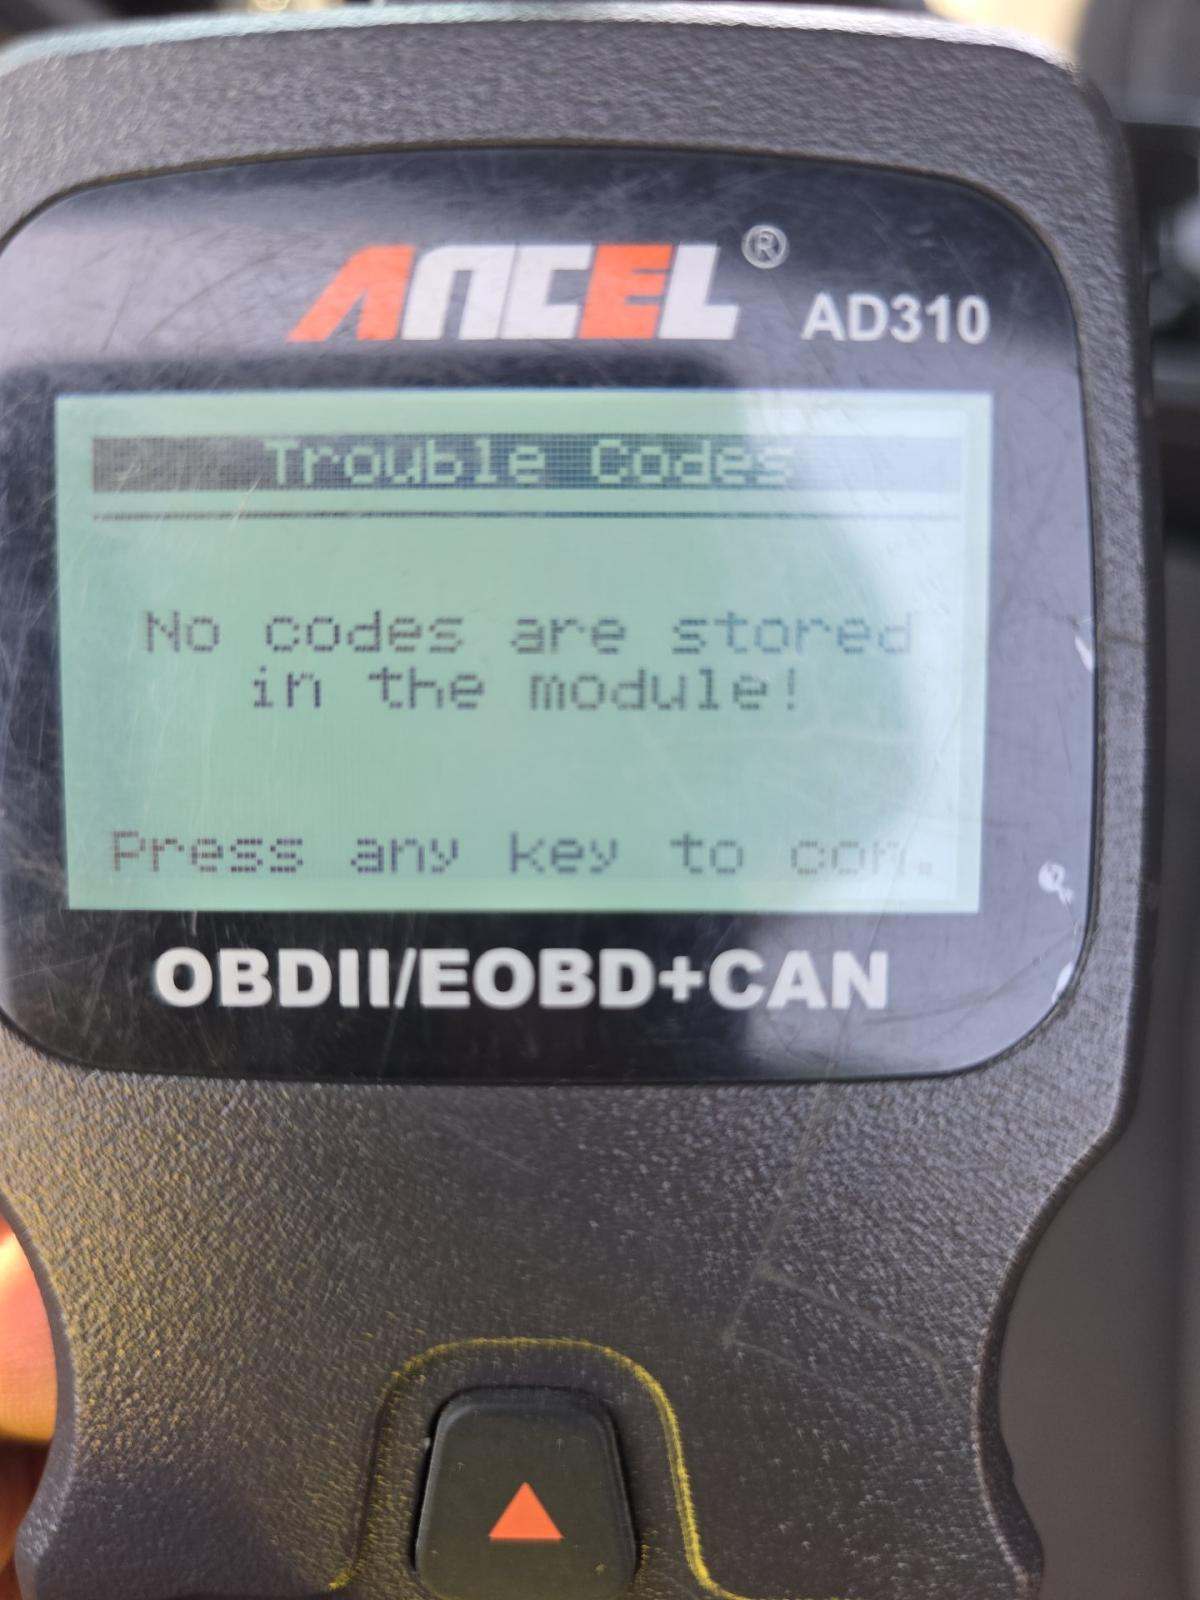 ANCEL®
AD310
Trouble Codes
No codes are stored
in the module!
Press any key to con.
OBDII/EOBD+CAN